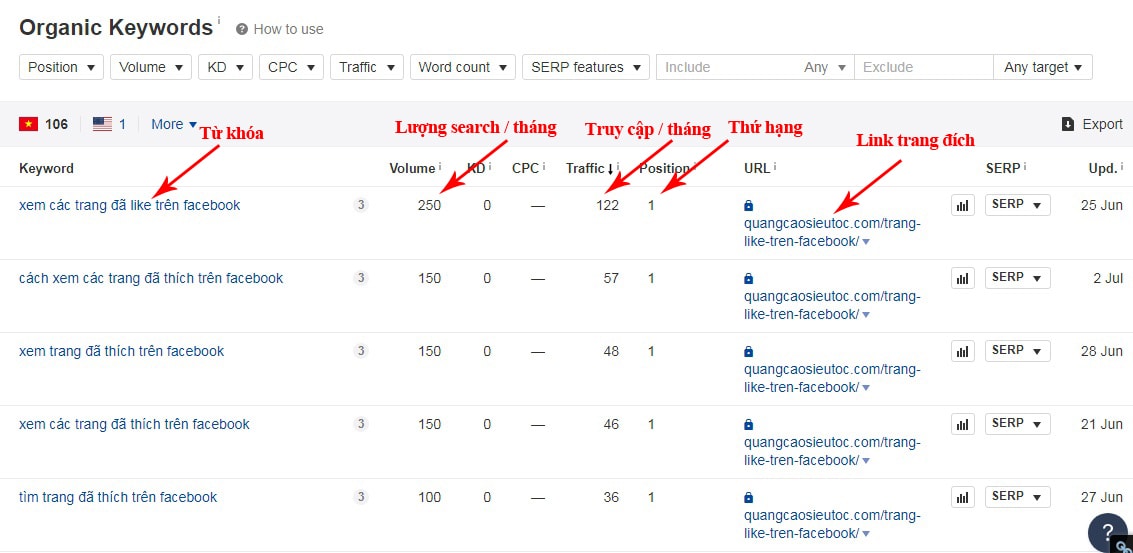 Organic Keywords i ? How to use
Position Volume KD CPC Traffic Word count SERP features Include Any Exclude Any target
106 1 More Export
Từ khóa Lượng search / tháng Truy cập / tháng Thứ hạng Link trang đích
Keyword Volume i KD i CPC i Traffic i Position URL i SERP i Upd. i
xem các trang đã like trên facebook 3 250 0 — 122 1 quangcaosieutoc.com/trang- SERP 25 Jun
like-tren-facebook/
cách xem các trang đã thích trên facebook 3 150 0 — 57 1 quangcaosieutoc.com/trang- SERP 2 Jul
like-tren-facebook/
xem trang đã thích trên facebook 3 150 0 — 48 1 quangcaosieutoc.com/trang- SERP 28 Jun
like-tren-facebook/
xem các trang đã thích trên facebook 3 150 0 — 46 1 quangcaosieutoc.com/trang- SERP 21 Jun
like-tren-facebook/
tìm trang đã thích trên facebook 3 100 0 — 36 1 quangcaosieutoc.com/trang- SERP 27 Jun
like-tren-facebook/
?